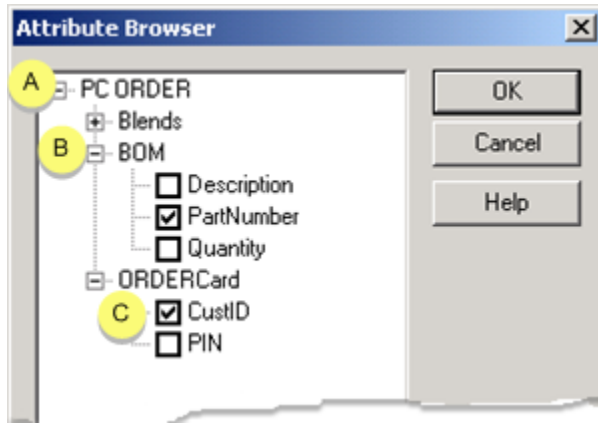 Attribute Browser
A
PC ORDER
Blends
B
BOM
Description
PartNumber
Quantity
ORDERCard
C
CustID
PIN
OK
Cancel
Help